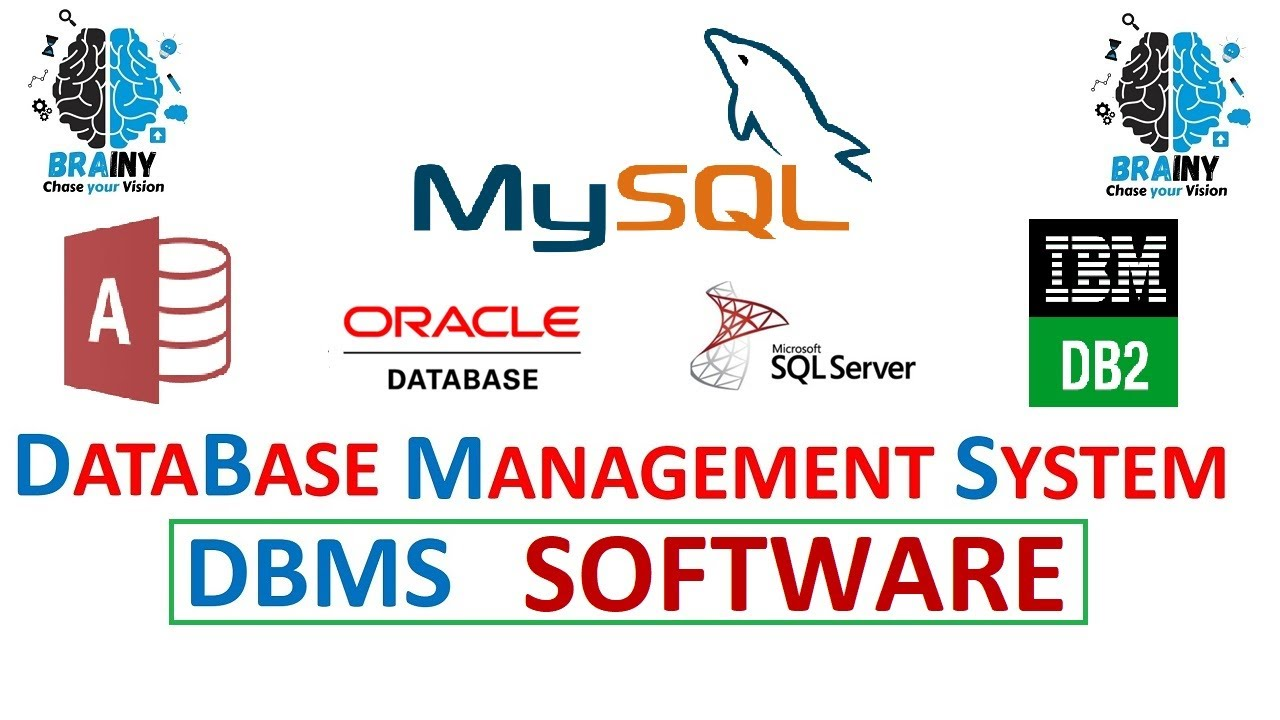 BRAINY
Chase your Vision
MySQL
BRAINY
Chase your Vision
A
ORACLE
DATABASE
Microsoft
SQL Server
IBM
DB2
DATABASE MANAGEMENT SYSTEM
DBMS SOFTWARE